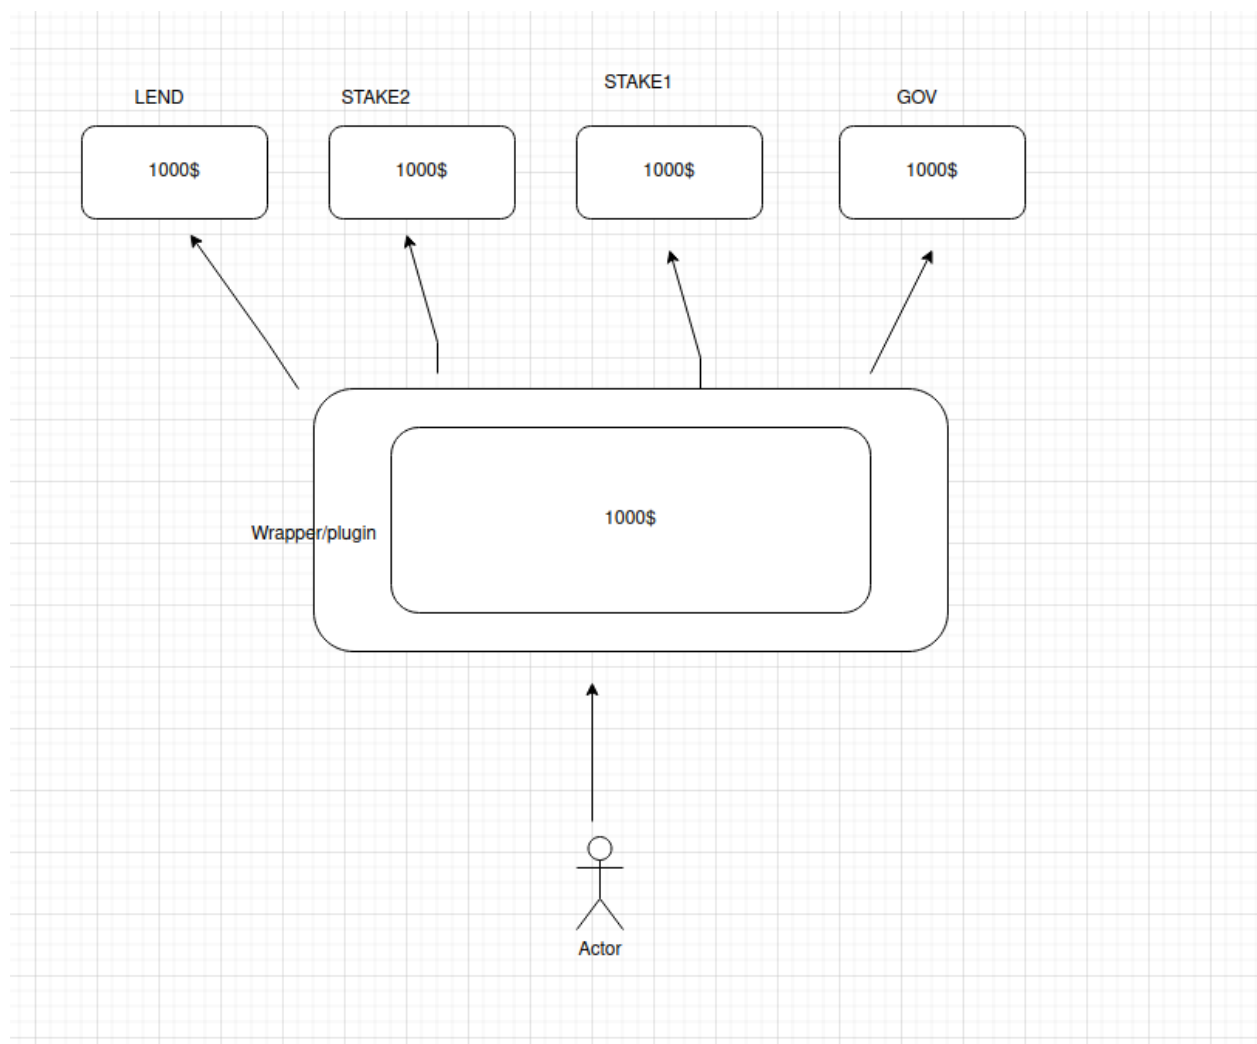 LEND
STAKE2
STAKE1
GOV
1000$
1000$
1000$
1000$
1000$
Wrapper/plugin
Actor